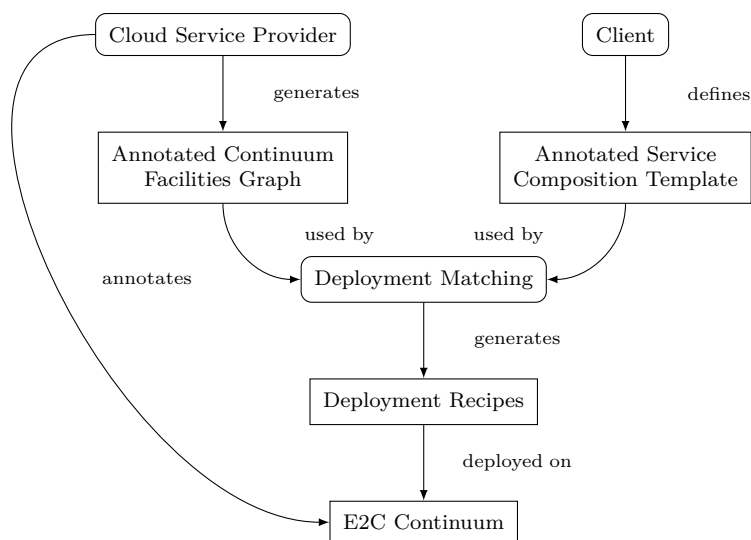 Cloud Service Provider
Client
generates
defines
Annotated Continuum
Facilities Graph
Annotated Service
Composition Template
used by
used by
annotates
Deployment Matching
generates
Deployment Recipes
deployed on
E2C Continuum